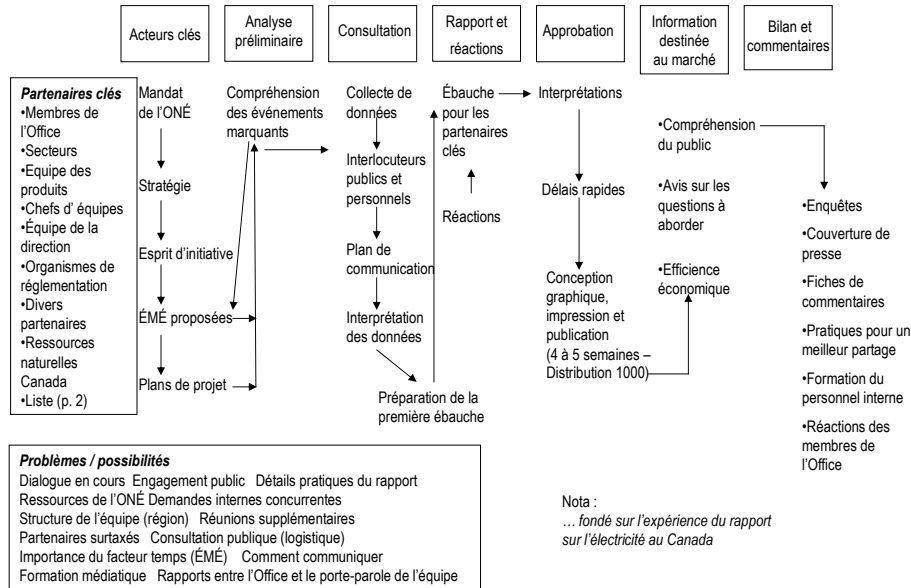 Acteurs clés
Analyse
préliminaire
Consultation
Rapport et
réactions
Approbation
Information
destinée
au marché
Bilan et
commentaires
Partenaires clés
•Membres de
l’Office
•Secteurs
•Equipe des
produits
•Chefs d’ équipes
•Équipe de la
direction
•Organismes de
réglementation
•Divers
partenaires
•Ressources
naturelles
Canada
•Liste (p. 2)
Mandat
de l’ONÉ
Stratégie
Esprit d’initiative
ÉMÉ proposées
Plans de projet
Compréhension
des événements
marquants
Collecte de
données
Interlocuteurs
publics et
personnels
Plan de
communication
Interprétation
des données
Préparation de la
première ébauche
Ébauche
pour les
partenaires
clés
Réactions
Interprétations
Délais rapides
Conception
graphique,
impression et
publication
(4 à 5 semaines –
Distribution 1000)
•Compréhension
du public
•Avis sur les
questions à
aborder
•Efficience
économique
•Enquêtes
•Couverture de
presse
•Fiches de
commentaires
•Pratiques pour un
meilleur partage
•Formation du
personnel interne
•Réactions des
membres de
l’Office
Problèmes / possibilités
Dialogue en cours Engagement public Détails pratiques du rapport
Ressources de l’ONÉ Demandes internes concurrentes
Structure de l’équipe (région) Réunions supplémentaires
Partenaires surtaxés Consultation publique (logistique)
Importance du facteur temps (ÉMÉ) Comment communiquer
Formation médiatique Rapports entre l’Office et le porte-parole de l’équipe
Nota :
… fondé sur l’expérience du rapport
sur l’électricité au Canada